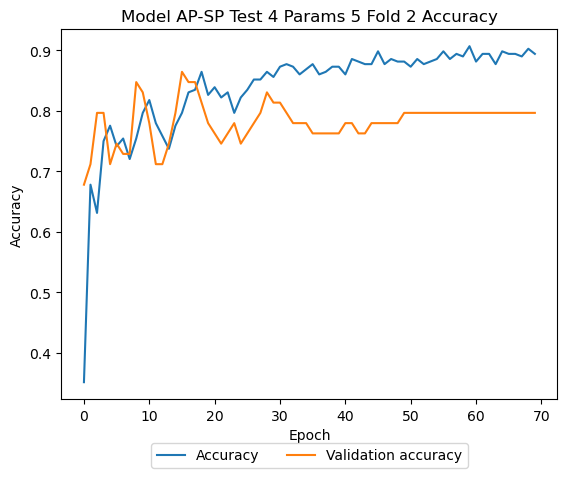 Model AP-SP Test 4 Params 5 Fold 2 Accuracy
0.9
0.8
0.7
0.6
0.5
0.4
Accuracy
0 10 20 30 40 50 60 70
Epoch
Accuracy Validation accuracy